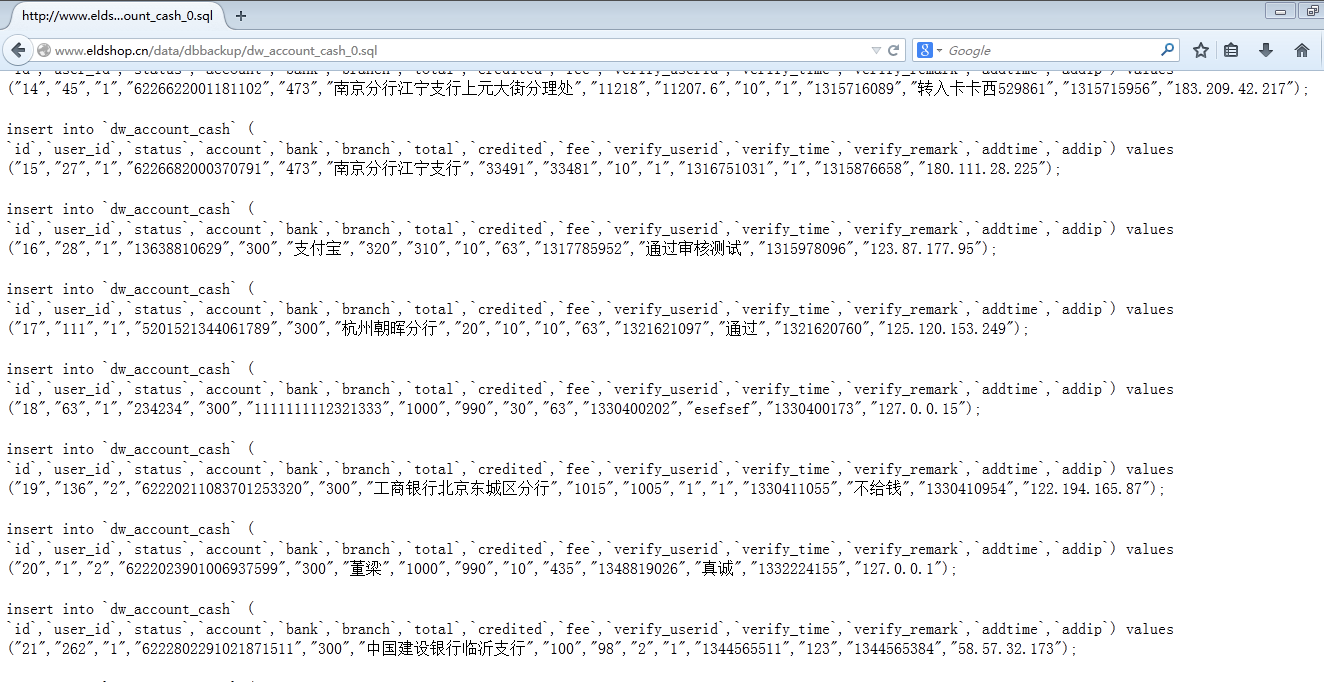 http://www.elds...ount_cash_0.sql
www.eldshop.cn/data/dbbackup/dw_account_cash_0.sql
Google
`id`,`user_id`,`status`,`account`,`bank`,`branch`,`total`,`credited`,`fee`,`verify_userid`,`verify_time`,`verify_remark`,`addtime`,`addip`) values
("14","45","1","6226622001181102","473","南京分行江宁支行上元大街分理处","11218","11207.6","10","1","1315716089","转入卡卡西529861","1315715956","183.209.42.217");
insert into `dw_account_cash` (
`id`,`user_id`,`status`,`account`,`bank`,`branch`,`total`,`credited`,`fee`,`verify_userid`,`verify_time`,`verify_remark`,`addtime`,`addip`) values
("15","27","1","6226682000370791","473","南京分行江宁支行","33491","33481","10","1","1316751031","1","1315876658","180.111.28.225");
insert into `dw_account_cash` (
`id`,`user_id`,`status`,`account`,`bank`,`branch`,`total`,`credited`,`fee`,`verify_userid`,`verify_time`,`verify_remark`,`addtime`,`addip`) values
("16","28","1","13638810629","300","支付宝","320","310","10","63","1317785952","通过审核测试","1315978096","123.87.177.95");
insert into `dw_account_cash` (
`id`,`user_id`,`status`,`account`,`bank`,`branch`,`total`,`credited`,`fee`,`verify_userid`,`verify_time`,`verify_remark`,`addtime`,`addip`) values
("17","111","1","5201521344061789","300","杭州朝晖分行","20","10","10","63","1321621097","通过","1321620760","125.120.153.249");
insert into `dw_account_cash` (
`id`,`user_id`,`status`,`account`,`bank`,`branch`,`total`,`credited`,`fee`,`verify_userid`,`verify_time`,`verify_remark`,`addtime`,`addip`) values
("18","63","1","234234","300","1111111112321333","1000","990","30","63","1330400202","esefsef","1330400173","127.0.0.15");
insert into `dw_account_cash` (
`id`,`user_id`,`status`,`account`,`bank`,`branch`,`total`,`credited`,`fee`,`verify_userid`,`verify_time`,`verify_remark`,`addtime`,`addip`) values
("19","136","2","62220211083701253320","300","工商银行北京东城区分行","1015","1005","1","1","1330411055","不给钱","1330410954","122.194.165.87");
insert into `dw_account_cash` (
`id`,`user_id`,`status`,`account`,`bank`,`branch`,`total`,`credited`,`fee`,`verify_userid`,`verify_time`,`verify_remark`,`addtime`,`addip`) values
("20","1","2","6222023901006937599","300","董梁","1000","990","10","435","1348819026","真诚","1332224155","127.0.0.1");
insert into `dw_account_cash` (
`id`,`user_id`,`status`,`account`,`bank`,`branch`,`total`,`credited`,`fee`,`verify_userid`,`verify_time`,`verify_remark`,`addtime`,`addip`) values
("21","262","1","6222802291021871511","300","中国建设银行临沂支行","100","98","2","1","1344565511","123","1344565384","58.57.32.173");